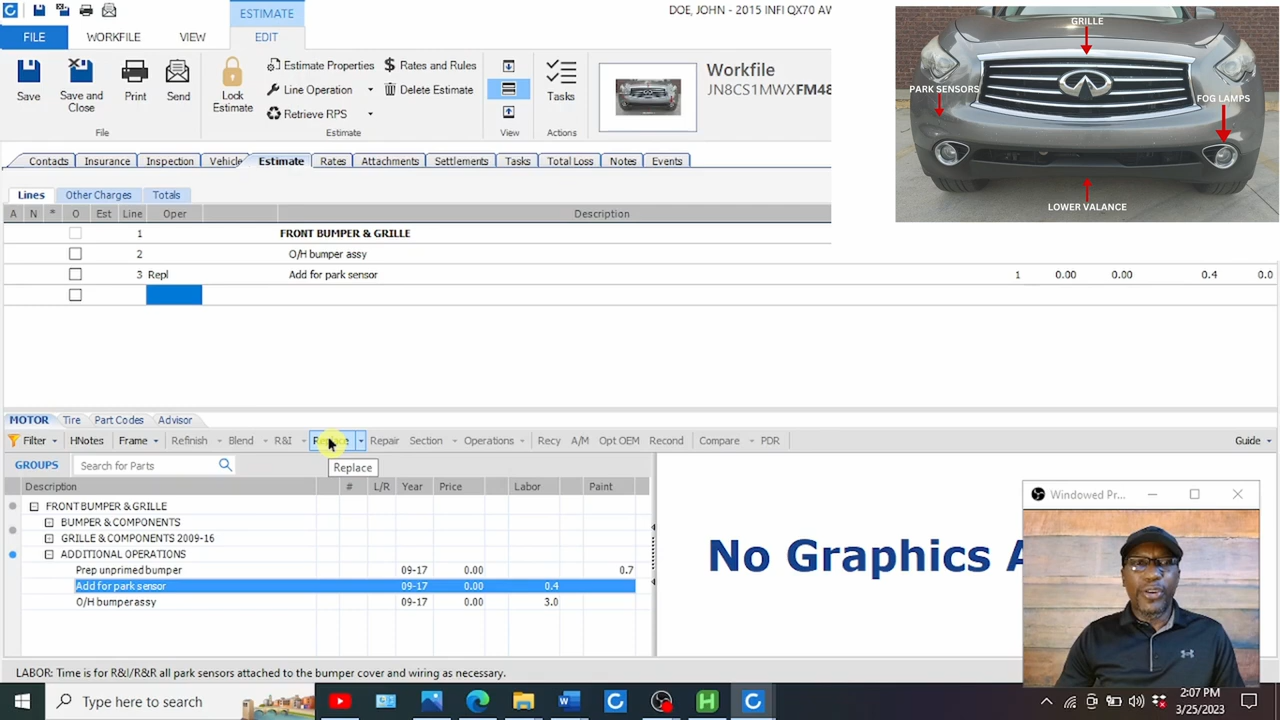 ESTIMATE
DOE, JOHN - 2015 INFI QX70 AW
FILE WORKFILE VIEW EDIT
Save
Save and Close
Print
Send
Lock Estimate
Estimate Properties
Line Operation
Retrieve RPS
Rates and Rules
Delete Estimate
Tasks
File Estimate View Actions
Workfile
JN8CS1MWXFM48
GRILLE
PARK SENSORS
FOG LAMPS
LOWER VALANCE
Contacts Insurance Inspection Vehicle Estimate Rates Attachments Settlements Tasks Total Loss Notes Events
Lines Other Charges Totals
A N * O Est Line Oper Description
1 FRONT BUMPER & GRILLE
2 O/H bumper assy
3 Repl Add for park sensor 1 0.00 0.00 0.4 0.0
MOTOR Tire Part Codes Advisor
Filter HNotes Frame Refinish Blend R&I Repair Section Operations Recy A/M Opt OEM Recond Compare PDR Guide
Replace
GROUPS Search for Parts
Description # L/R Year Price Labor Paint
FRONT BUMPER & GRILLE
BUMPER & COMPONENTS
GRILLE & COMPONENTS 2009-16
ADDITIONAL OPERATIONS
Prep unprimed bumper 09-17 0.00 0.7
Add for park sensor 09-17 0.00 0.4
O/H bumper assy 09-17 0.00 3.0
No Graphics A
Windowed Pr...
LABOR: Time is for R&I/R&R all park sensors attached to the bumper cover and wiring as necessary.
Type here to search
2:07 PM
3/25/2023